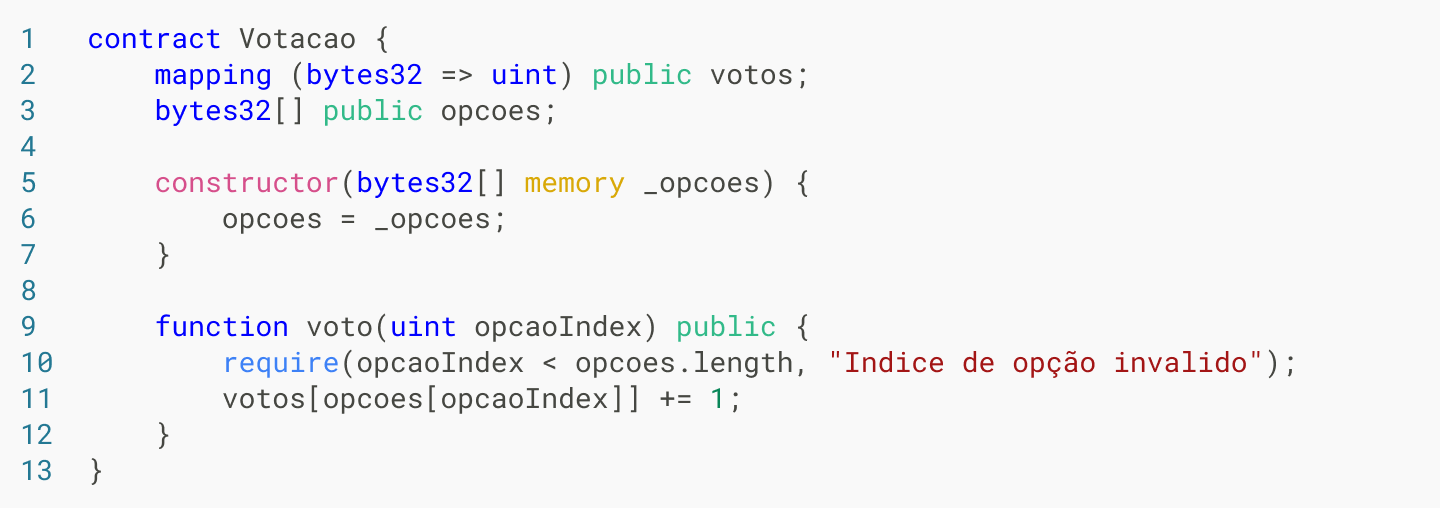 1 contract Votacao {
2 mapping (bytes32 => uint) public votos;
3 bytes32[] public opcoes;
4
5 constructor(bytes32[] memory _opcoes) {
6 opcoes = _opcoes;
7 }
8
9 function voto(uint opcaoIndex) public {
10 require(opcaoIndex < opcoes.length, "Indice de opção invalido");
11 votos[opcoes[opcaoIndex]] += 1;
12 }
13 }